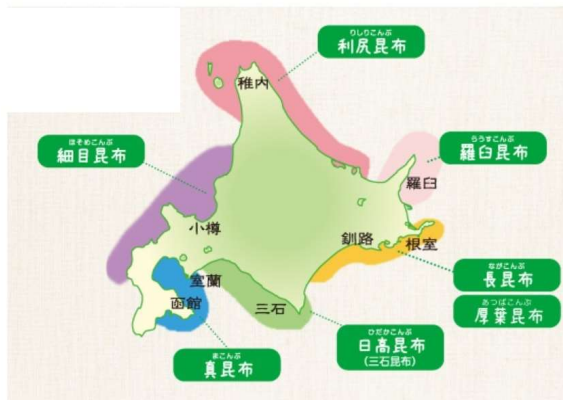 りしりこんぶ
利尻昆布
稚内
ほそめこんぶ
細目昆布
らうすこんぶ
羅臼昆布
羅臼
小樽
釧路
根室
ながこんぶ
長昆布
あつばこんぶ
厚葉昆布
室蘭
函館
三石
まこんぶ
真昆布
ひだかこんぶ
日高昆布
(三石昆布)